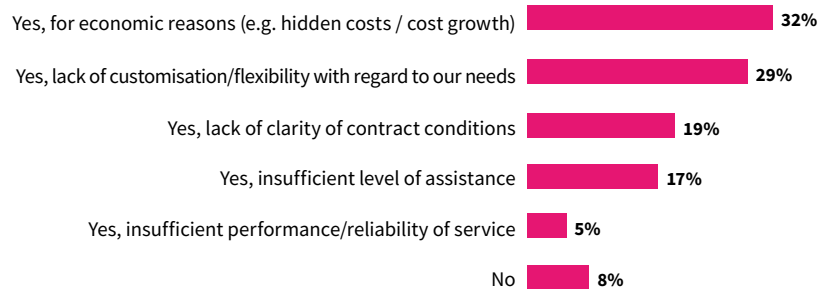 Yes, for economic reasons (e.g. hidden costs / cost growth) 32%
Yes, lack of customisation/flexibility with regard to our needs 29%
Yes, lack of clarity of contract conditions 19%
Yes, insufficient level of assistance 17%
Yes, insufficient performance/reliability of service 5%
No 8%